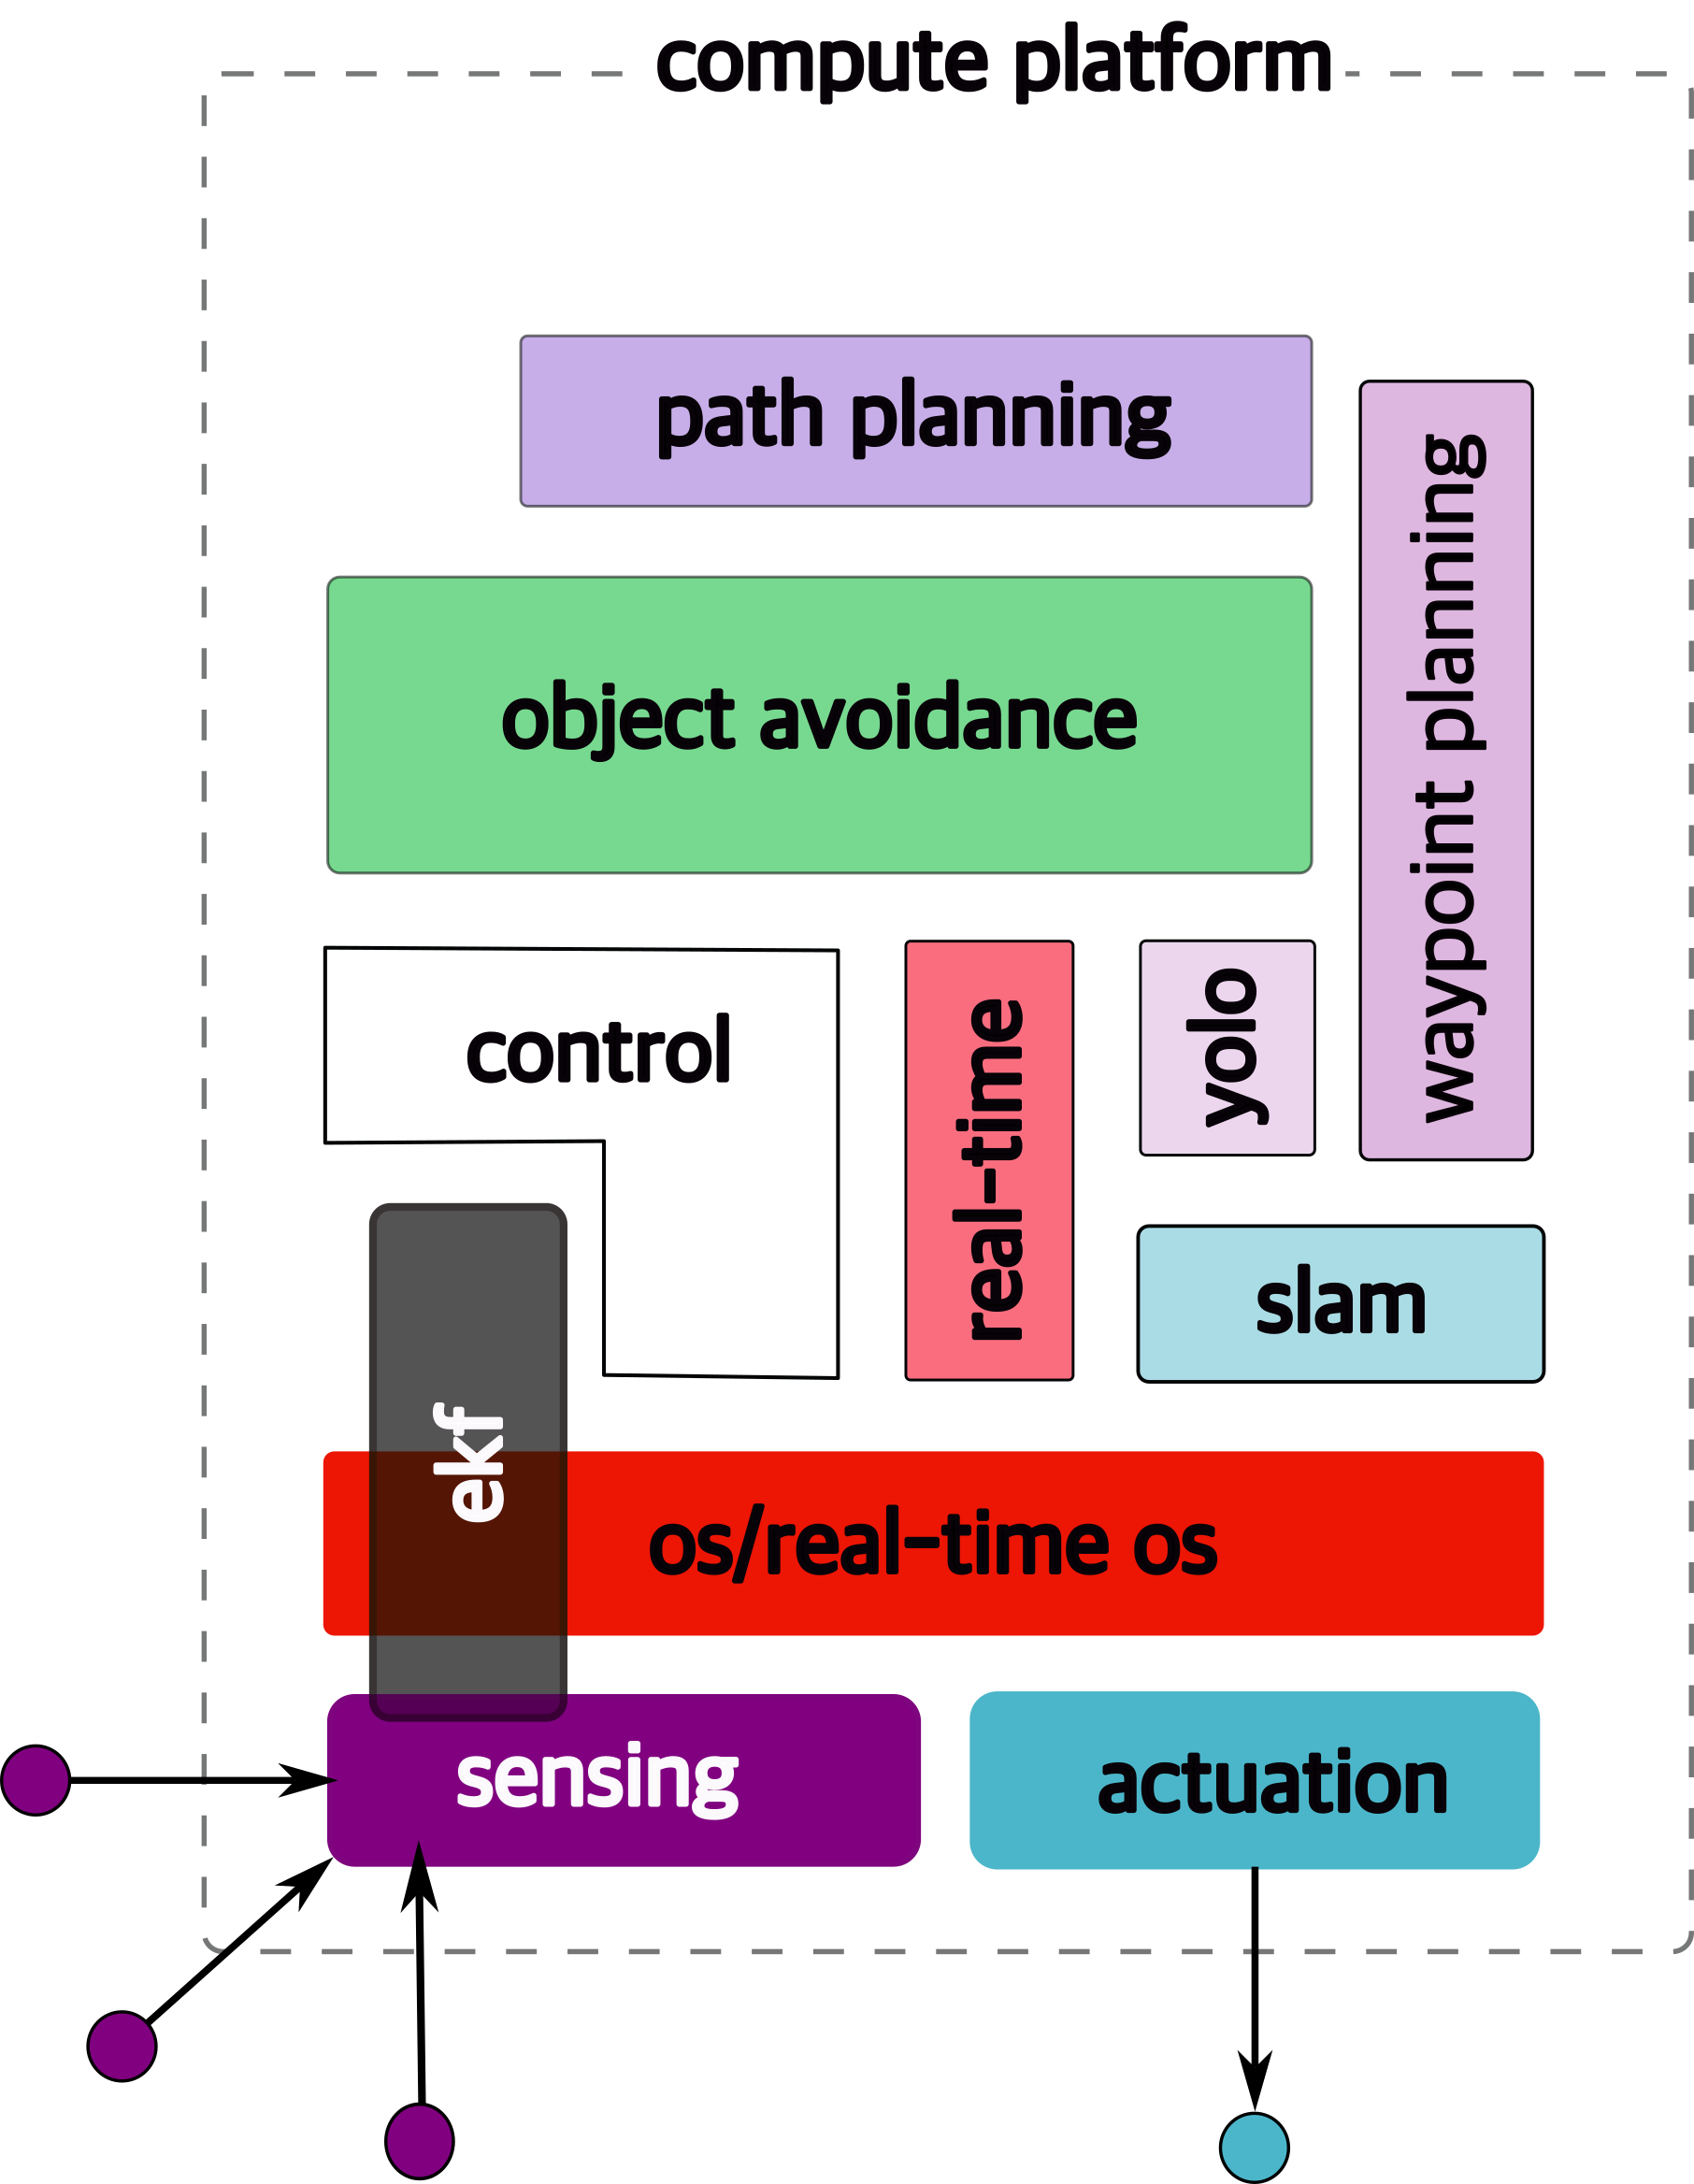 compute platform
path planning
waypoint planning
object avoidance
control
real-time
yolo
slam
ekf
os/real-time os
sensing
actuation